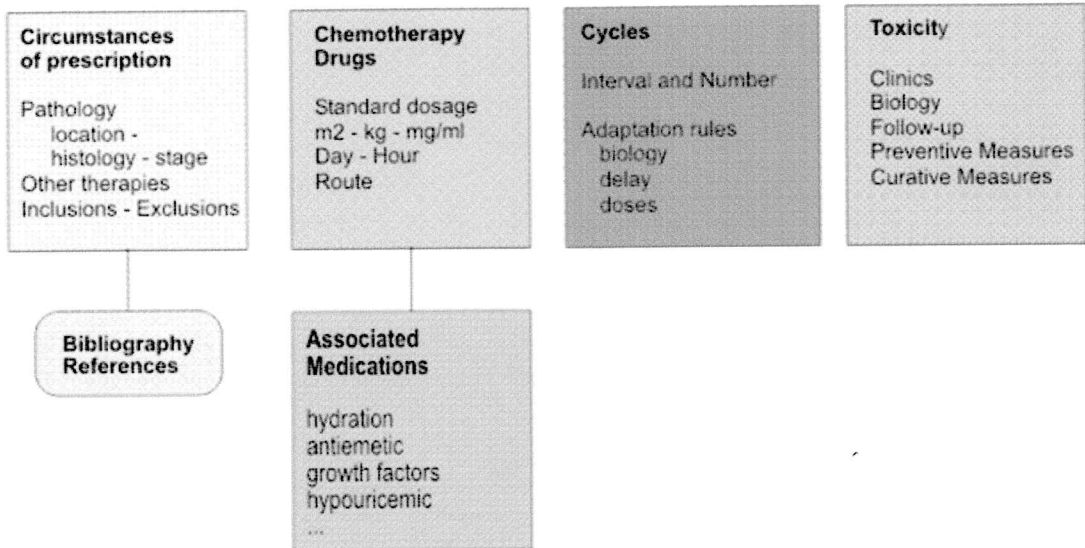 Circumstances
of prescription
Pathology
location -
histology - stage
Other therapies
Inclusions - Exclusions
Chemotherapy
Drugs
Standard dosage
m2 - kg - mg/ml
Day - Hour
Route
Cycles
Interval and Number
Adaptation rules
biology
delay
doses
Toxicity
Clinics
Biology
Follow-up
Preventive Measures
Curative Measures
Bibliography
References
Associated
Medications
hydration
antiemetic
growth factors
hypouricemic
...